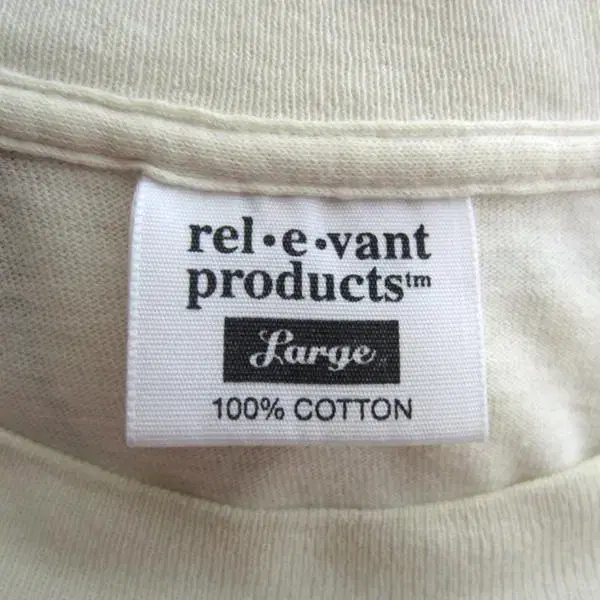 rel•e•vant
products™
Large
100% COTTON